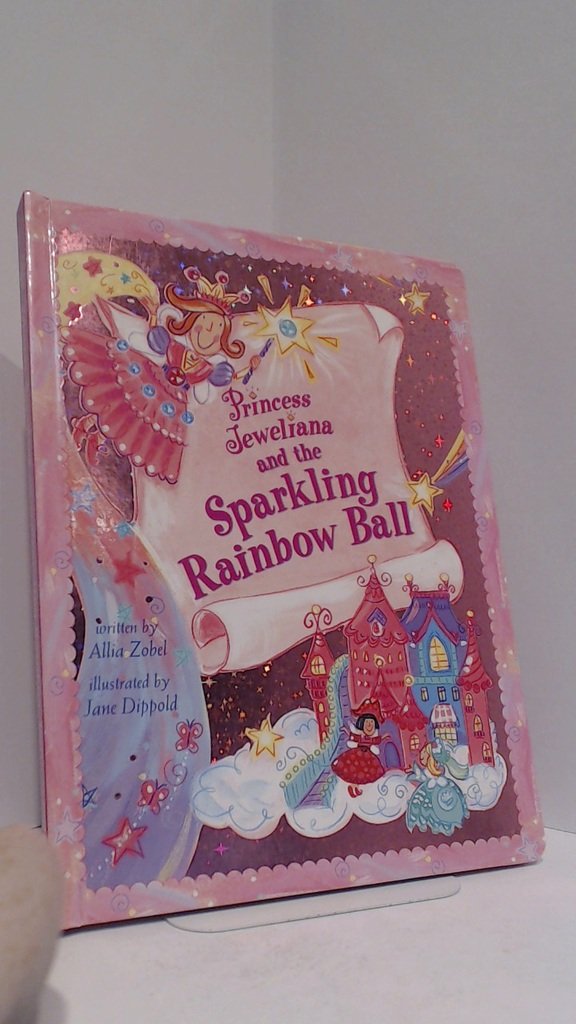 Princess
Jeweliana
and the
Sparkling
Rainbow Ball
written by
Allia Zobel
illustrated by
Jane Dippold